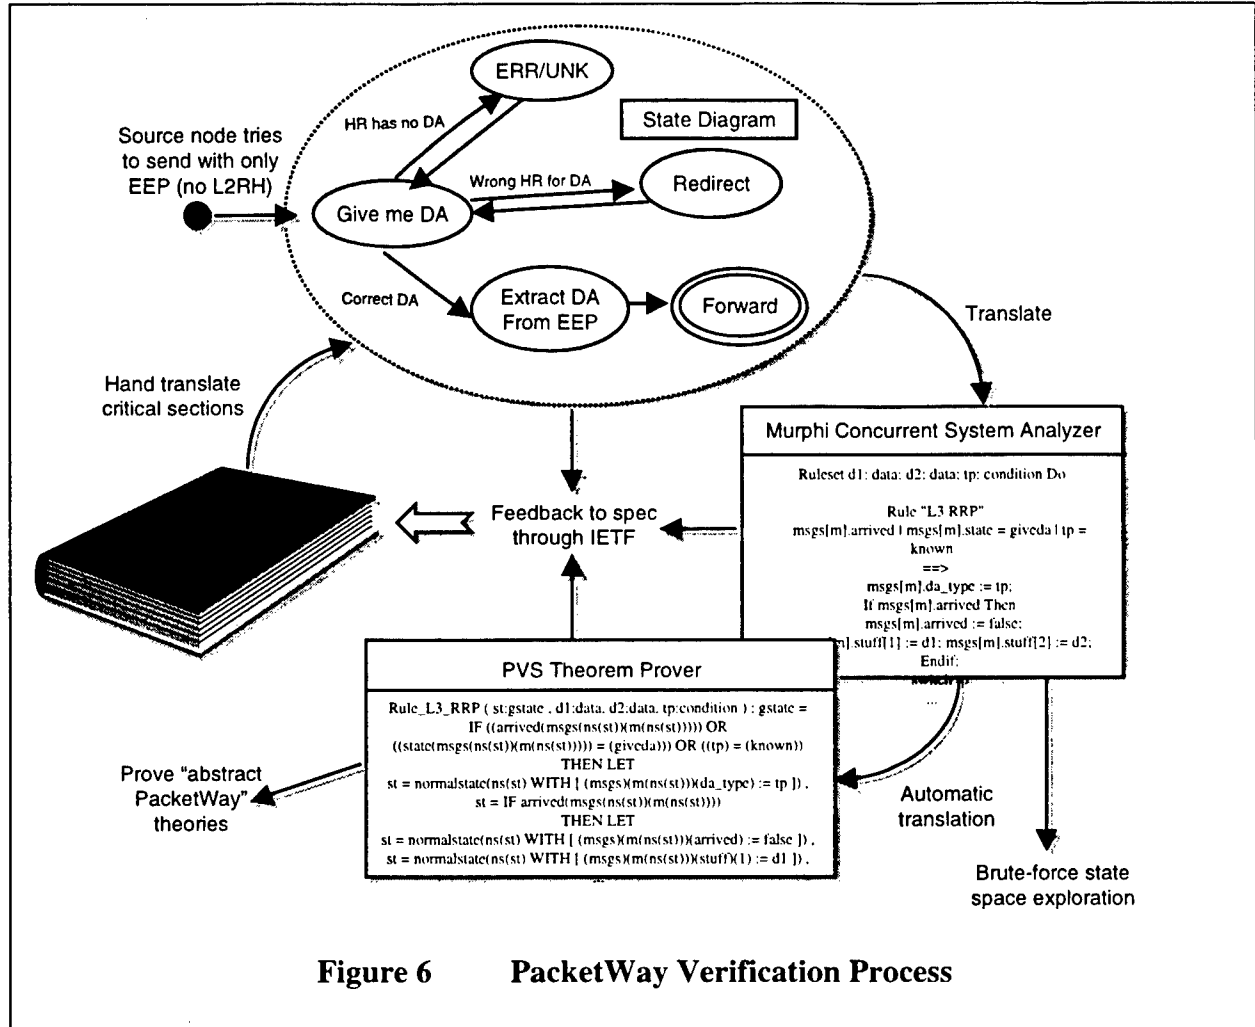 ERR/UNK
HR has no DA
State Diagram
Source node tries
to send with only
EEP (no L2RH)
Wrong HR for DA
Redirect
Give me DA
Correct DA
Extract DA
From EEP
Forward
Translate
Hand translate
critical sections
Murphi Concurrent System Analyzer
Ruleset d1: data; d2: data; tp: condition Do
Rule "L3 RRP"
msgs[m].arrived | msgs[m].state = giveda | tp =
known
==>
msgs[m].da_type := tp;
If msgs[m].arrived Then
msgs[m].arrived := false;
m].stuff[1] := d1; msgs[m].stuff[2] := d2;
Endif;
...
Feedback to spec
through IETF
PVS Theorem Prover
Rule_L3_RRP ( st:gstate , d1:data, d2:data, tp:condition ) : gstate =
IF ((arrived(msgs(ns(st))(m(ns(st))))) OR
((state(msgs(ns(st))(m(ns(st))))) = (giveda))) OR ((tp) = (known))
THEN LET
st = normalstate(ns(st) WITH [ (msgs)(m(ns(st)))(da_type) := tp ]) ,
st = IF arrived(msgs(ns(st))(m(ns(st))))
THEN LET
st = normalstate(ns(st) WITH [ (msgs)(m(ns(st)))(arrived) := false ]) ,
st = normalstate(ns(st) WITH [ (msgs)(m(ns(st)))(stuff)(1) := d1 ]) ,
Prove "abstract
PacketWay"
theories
Automatic
translation
Brute-force state
space exploration
Figure 6 PacketWay Verification Process